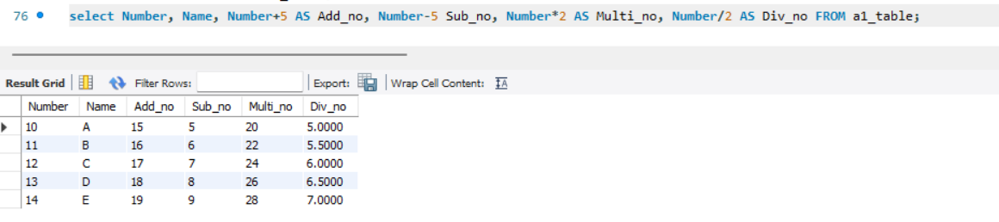 76 select Number, Name, Number+5 AS Add_no, Number-5 Sub_no, Number*2 AS Multi_no, Number/2 AS Div_no FROM a1_table;
Result Grid Filter Rows: Export: Wrap Cell Content: IA
Number Name Add_no Sub_no Multi_no Div_no
10 A 15 5 20 5.0000
11 B 16 6 22 5.5000
12 C 17 7 24 6.0000
13 D 18 8 26 6.5000
14 E 19 9 28 7.0000